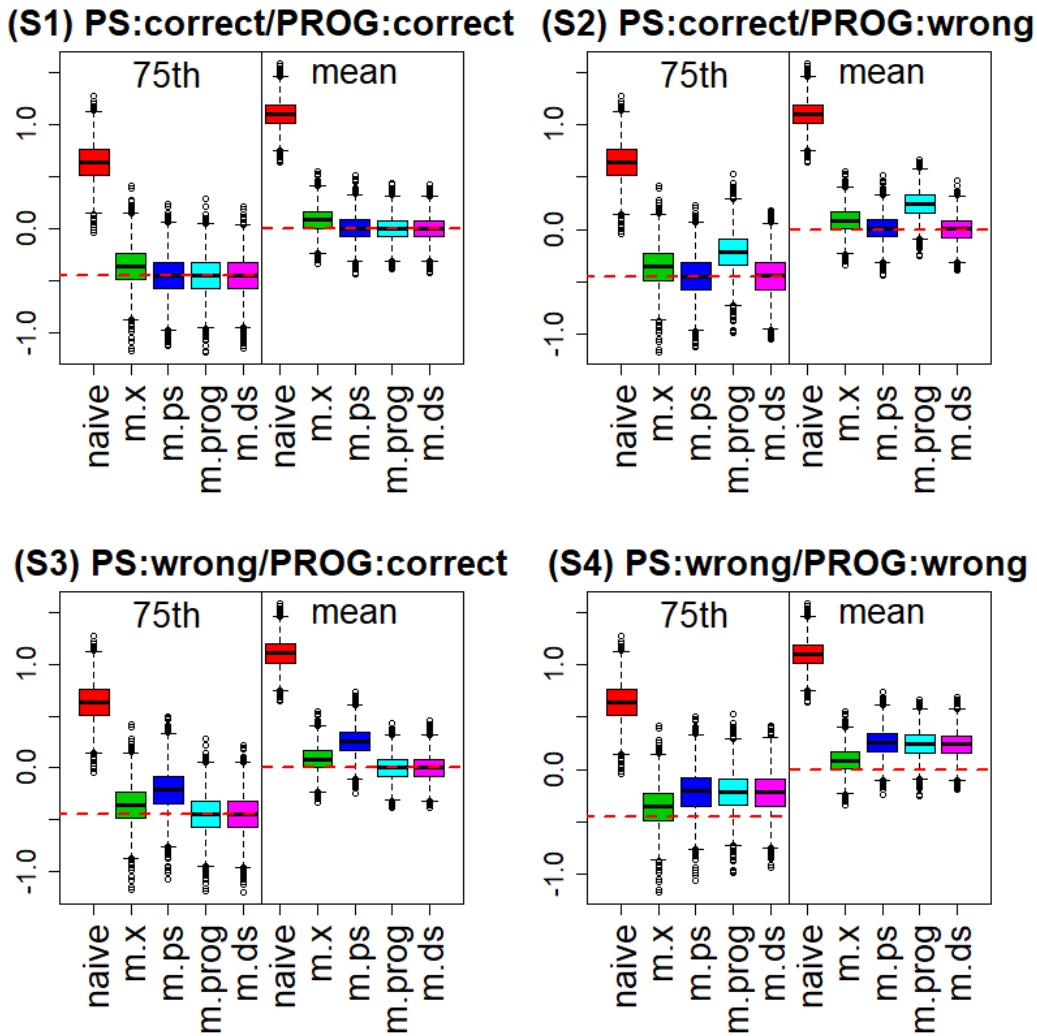 (S1) PS:correct/PROG:correct
75th
mean
1.0
0.0
-1.0
naive
m.x
m.ps
m.prog
m.ds
naive
m.x
m.ps
m.prog
m.ds
(S2) PS:correct/PROG:wrong
75th
mean
1.0
0.0
-1.0
naive
m.x
m.ps
m.prog
m.ds
naive
m.x
m.ps
m.prog
m.ds
(S3) PS:wrong/PROG:correct
75th
mean
1.0
0.0
-1.0
naive
m.x
m.ps
m.prog
m.ds
naive
m.x
m.ps
m.prog
m.ds
(S4) PS:wrong/PROG:wrong
75th
mean
1.0
0.0
-1.0
naive
m.x
m.ps
m.prog
m.ds
naive
m.x
m.ps
m.prog
m.ds